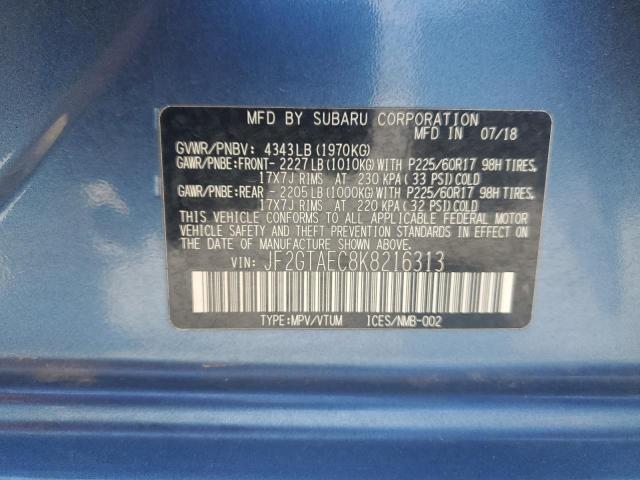 MFD BY SUBARU CORPORATION
MFD IN 07/18
GVWR/PNBV: 4343LB(1970KG)
GAWR/PNBE:FRONT- 2227LB(1010KG)WITH P225/60R17 98H TIRES,
17X7J RIMS AT 230 KPA(33 PSI)COLD
GAWR/PNBV:REAR - 2205LB(1000KG)WITH P225/60R17 98H TIRES,
17X7J RIMS AT 220 KPA(32 PSI)COLD
THIS VEHICLE CONFORMS TO ALL APPLICABLE FEDERAL MOTOR
VEHICLE SAFETY AND THEFT PREVENTION STANDARDS IN EFFECT
ON THE DATE OF MANUFACTURE SHOWN ABOVE.
VIN: JF2GTAEC8K8216313
TYPE:MPV/VTUM ICES/NMB-002